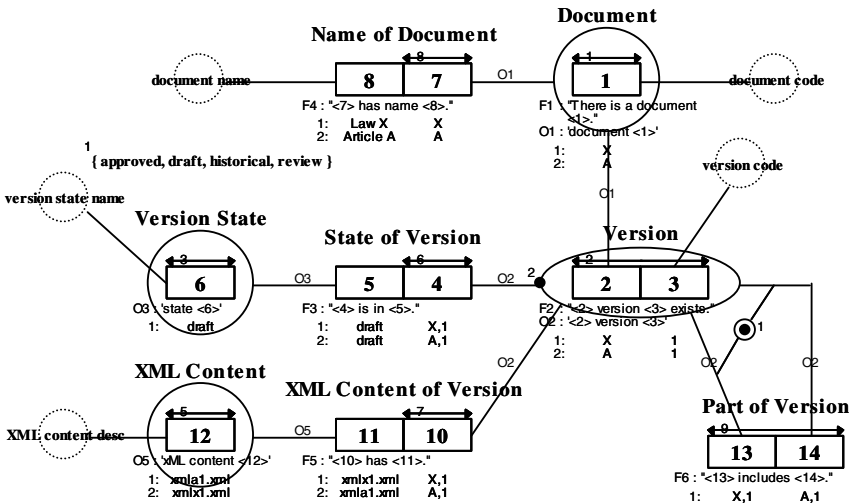 Document
Name of Document
8
1
document name
8
7
O1
1
document code
F4 : "<7> has name <8>."
1: Law X X
2: Article A A
F1 : "There is a document
<1>."
O1 : 'document <1>'
1: X
2: A
1
{ approved, draft, historical, review }
version code
version state name
O1
Version State
State of Version
Version
3
6
2
6
O3
5
4
O2
2
2
3
O3 : 'state <6>'
1: draft
F3 : "<4> is in <5>."
1: draft X,1
2: draft A,1
F2 : "<2> version <3> exists."
O2 : '<2> version <3>'
1: X 1
2: A 1
1
O2
O2
O2
XML Content
XML Content of Version
Part of Version
5
7
9
XML content desc
12
O5
11
10
13
14
O5 : 'xML content <12>'
1: xmla1.xml
2: xmlx1.xml
F5 : "<10> has <11>."
1: xmlx1.xml X,1
2: xmla1.xml A,1
F6 : "<13> includes <14>."
1: X,1 A,1